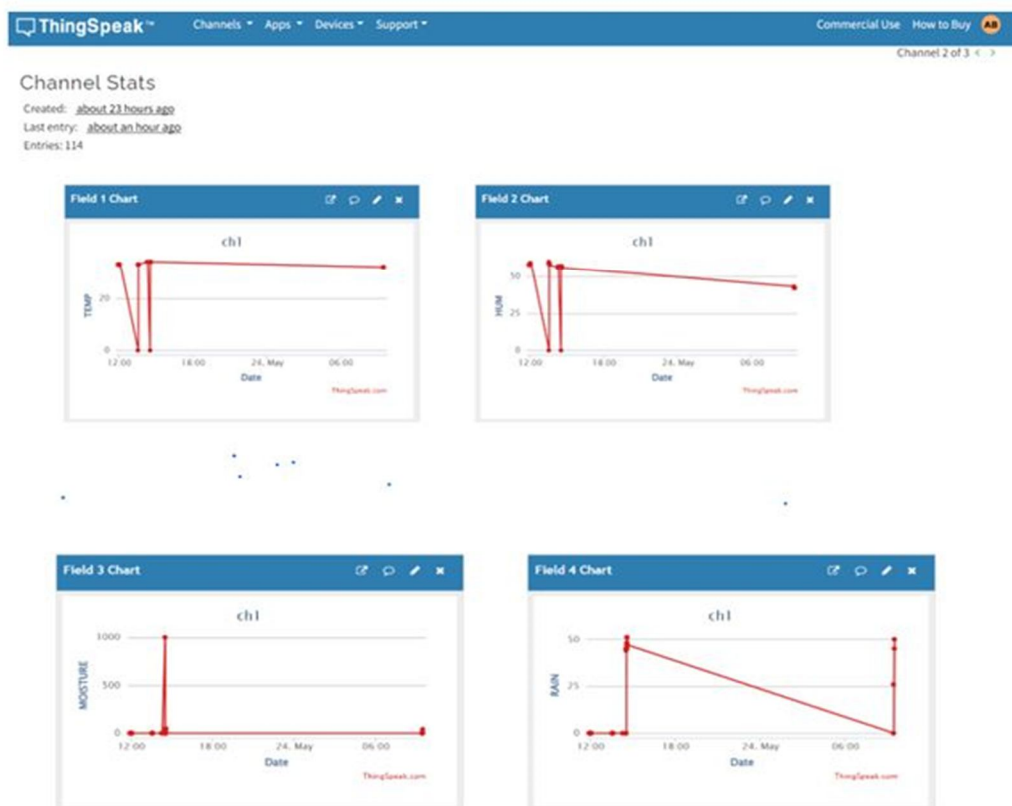 ThingSpeak™ Channels Apps Devices Support Commercial Use How to Buy AB
Channel 2 of 3 < >
Channel Stats
Created: about 23 hours ago
Last entry: about an hour ago
Entries: 114
Field 1 Chart
ch1
TEMP
20
0
12:00 18:00 24. May 06:00
Date
ThingSpeak.com
Field 2 Chart
ch1
HUM
50
25
0
12:00 18:00 24. May 06:00
Date
ThingSpeak.com
Field 3 Chart
ch1
MOISTURE
1000
500
0
12:00 18:00 24. May 06:00
Date
ThingSpeak.com
Field 4 Chart
ch1
RAIN
50
25
0
12:00 18:00 24. May 06:00
Date
ThingSpeak.com